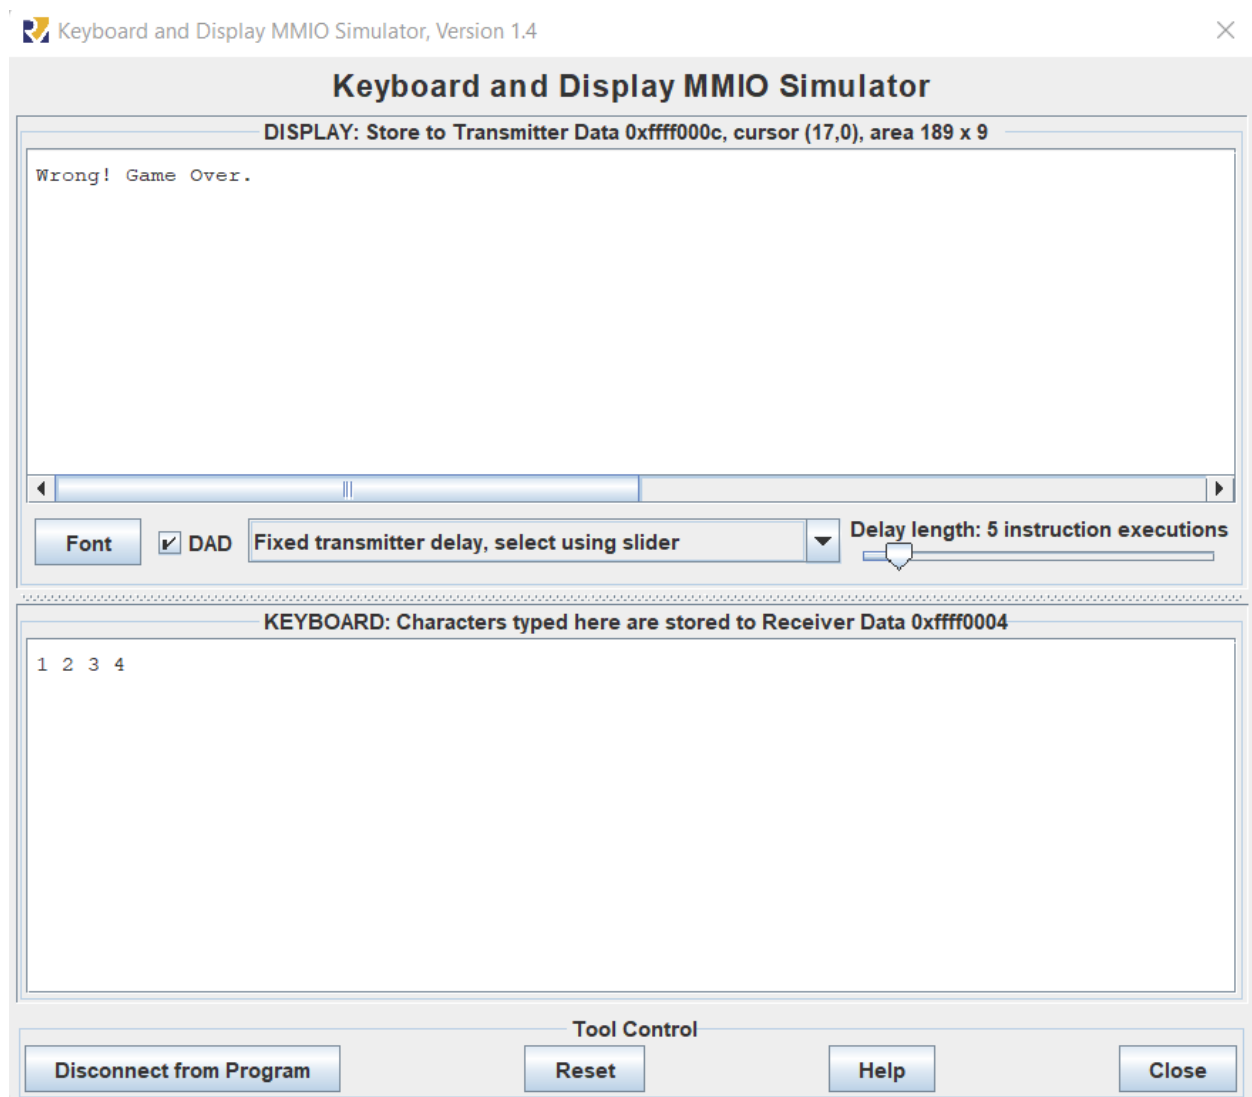 Keyboard and Display MMIO Simulator, Version 1.4
Keyboard and Display MMIO Simulator
DISPLAY: Store to Transmitter Data 0xffff000c, cursor (17,0), area 189 x 9
Wrong! Game Over.
Font
DAD
Fixed transmitter delay, select using slider
Delay length: 5 instruction executions
KEYBOARD: Characters typed here are stored to Receiver Data 0xffff0004
1 2 3 4
Tool Control
Disconnect from Program
Reset
Help
Close